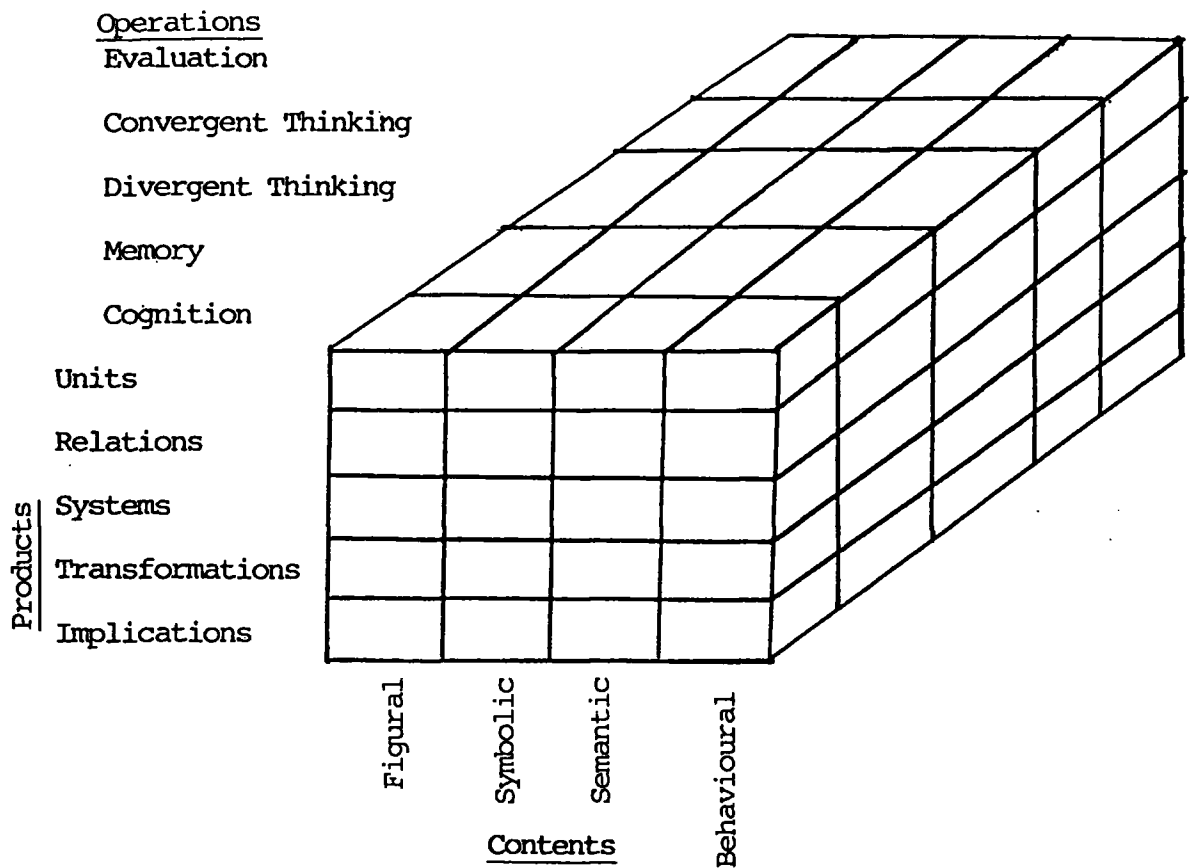 Operations
Evaluation
Convergent Thinking
Divergent Thinking
Memory
Cognition
Products
Units
Relations
Systems
Transformations
Implications
Figural
Symbolic
Semantic
Behavioural
Contents